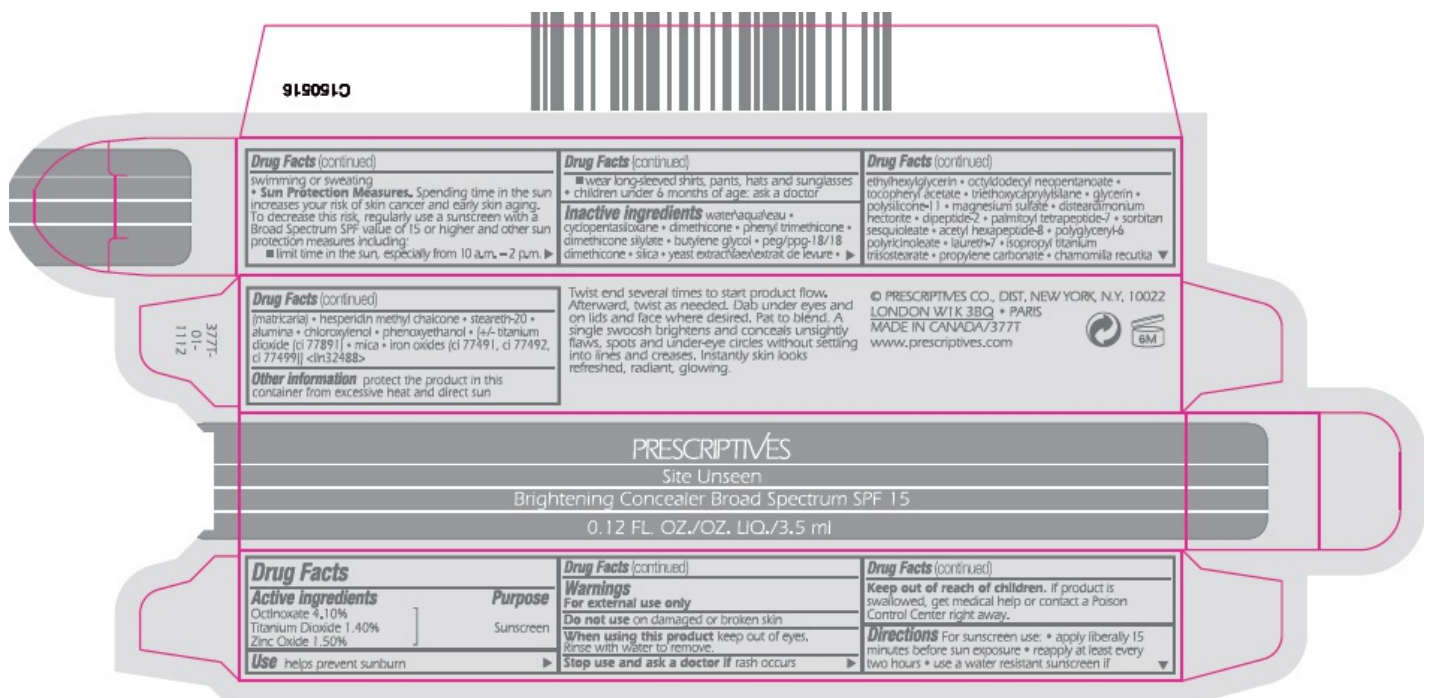 C150516
Drug Facts (continued)
swimming or sweating
• Sun Protection Measures. Spending time in the sun
increases your risk of skin cancer and early skin aging.
To decrease this risk, regularly use a sunscreen with a
Broad Spectrum SPF value of 15 or higher and other sun
protection measures including:
■ limit time in the sun, especially from 10 a.m. – 2 p.m. ▶
Drug Facts (continued)
■ wear long-sleeved shirts, pants, hats and sunglasses
• children under 6 months of age: ask a doctor
Inactive ingredients water\aqua\eau •
cyclopentasiloxane • dimethicone • phenyl trimethicone •
dimethicone silylate • butylene glycol • peg/ppg-18/18
dimethicone • silica • yeast extract\faex\extrait de levure • ▶
Drug Facts (continued)
ethylhexylglycerin • octyldodecyl neopentanoate •
tocopheryl acetate • triethoxycaprylylsilane • glycerin •
polysilicone-11 • magnesium sulfate • disteardimonium
hectorite • dipeptide-2 • palmitoyl tetrapeptide-7 • sorbitan
sesquioleate • acetyl hexapeptide-8 • polyglyceryl-6
polyricinoleate • laureth-7 • isopropyl titanium
triisostearate • propylene carbonate • chamomilla recutita ▼
377T-
01-
1112
Drug Facts (continued)
(matricaria) • hesperidin methyl chalcone • steareth-20 •
alumina • chloroxylenol • phenoxyethanol • [+/- titanium
dioxide (ci 77891) • mica • iron oxides (ci 77491, ci 77492,
ci 77499)] <iln32488>
Other information protect the product in this
container from excessive heat and direct sun
Twist end several times to start product flow.
Afterward, twist as needed. Dab under eyes and
on lids and face where desired. Pat to blend. A
single swoosh brightens and conceals unsightly
flaws, spots and under-eye circles without settling
into lines and creases. Instantly skin looks
refreshed, radiant, glowing.
© PRESCRIPTIVES CO., DIST, NEW YORK, N.Y. 10022
LONDON W1K 3BQ • PARIS
MADE IN CANADA/377T
www.prescriptives.com
6M
PRESCRIPTIVES
Site Unseen
Brightening Concealer Broad Spectrum SPF 15
0.12 FL. OZ./OZ. LIQ./3.5 ml
Drug Facts
Active ingredients Purpose
Octinoxate 4.10%
Titanium Dioxide 1.40% Sunscreen
Zinc Oxide 1.50%
Use helps prevent sunburn ▶
Drug Facts (continued)
Warnings
For external use only
Do not use on damaged or broken skin
When using this product keep out of eyes.
Rinse with water to remove.
Stop use and ask a doctor if rash occurs ▶
Drug Facts (continued)
Keep out of reach of children. If product is
swallowed, get medical help or contact a Poison
Control Center right away.
Directions For sunscreen use: • apply liberally 15
minutes before sun exposure • reapply at least every
two hours • use a water resistant sunscreen if ▼